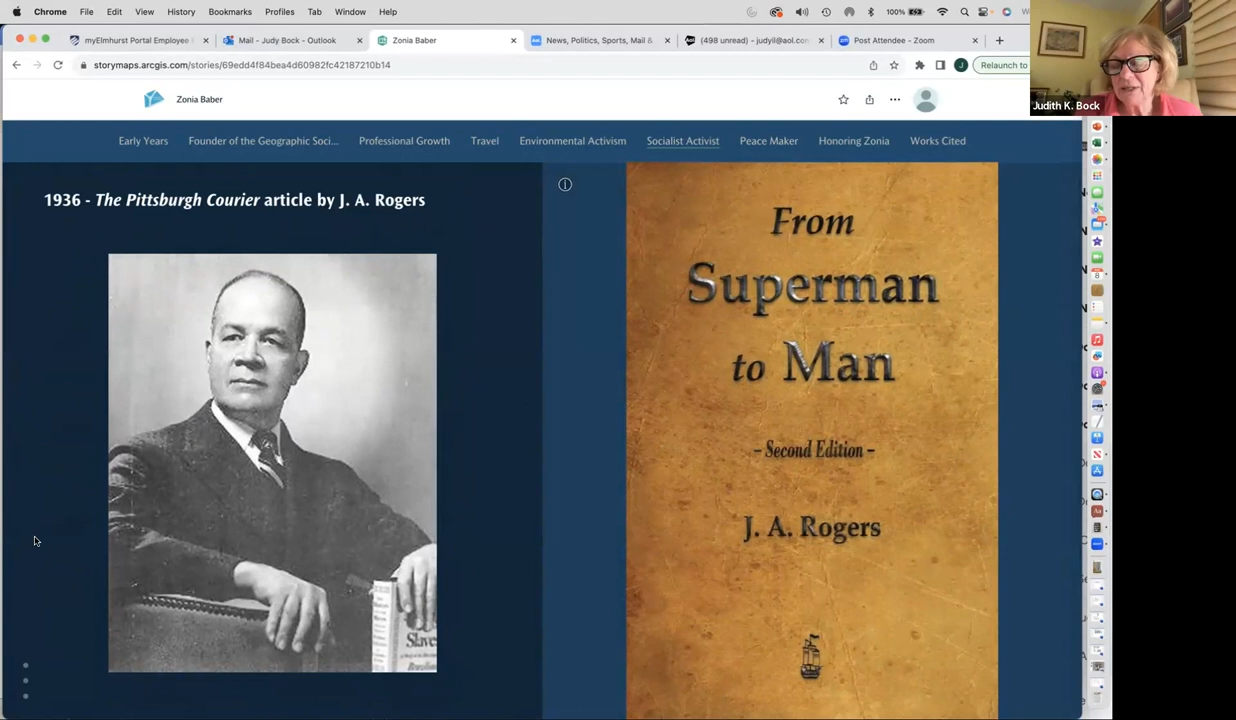 Chrome File Edit View History Bookmarks Profiles Tab Window Help
100%
myElmhurst Portal Employee
Mail - Judy Bock - Outlook
Zonia Baber
News, Politics, Sports, Mail &
(498 unread) - judyil@aol.con
Post Attendee - Zoom
storymaps.arcgis.com/stories/69edd4f84bea4d60982fc42187210b14
J
Relaunch to
Judith K. Bock
Zonia Baber
Early Years
Founder of the Geographic Soci...
Professional Growth
Travel
Environmental Activism
Socialist Activist
Peace Maker
Honoring Zonia
Works Cited
1936 - The Pittsburgh Courier article by J. A. Rogers
Slave
From
Superman
to Man
- Second Edition -
J. A. Rogers
8